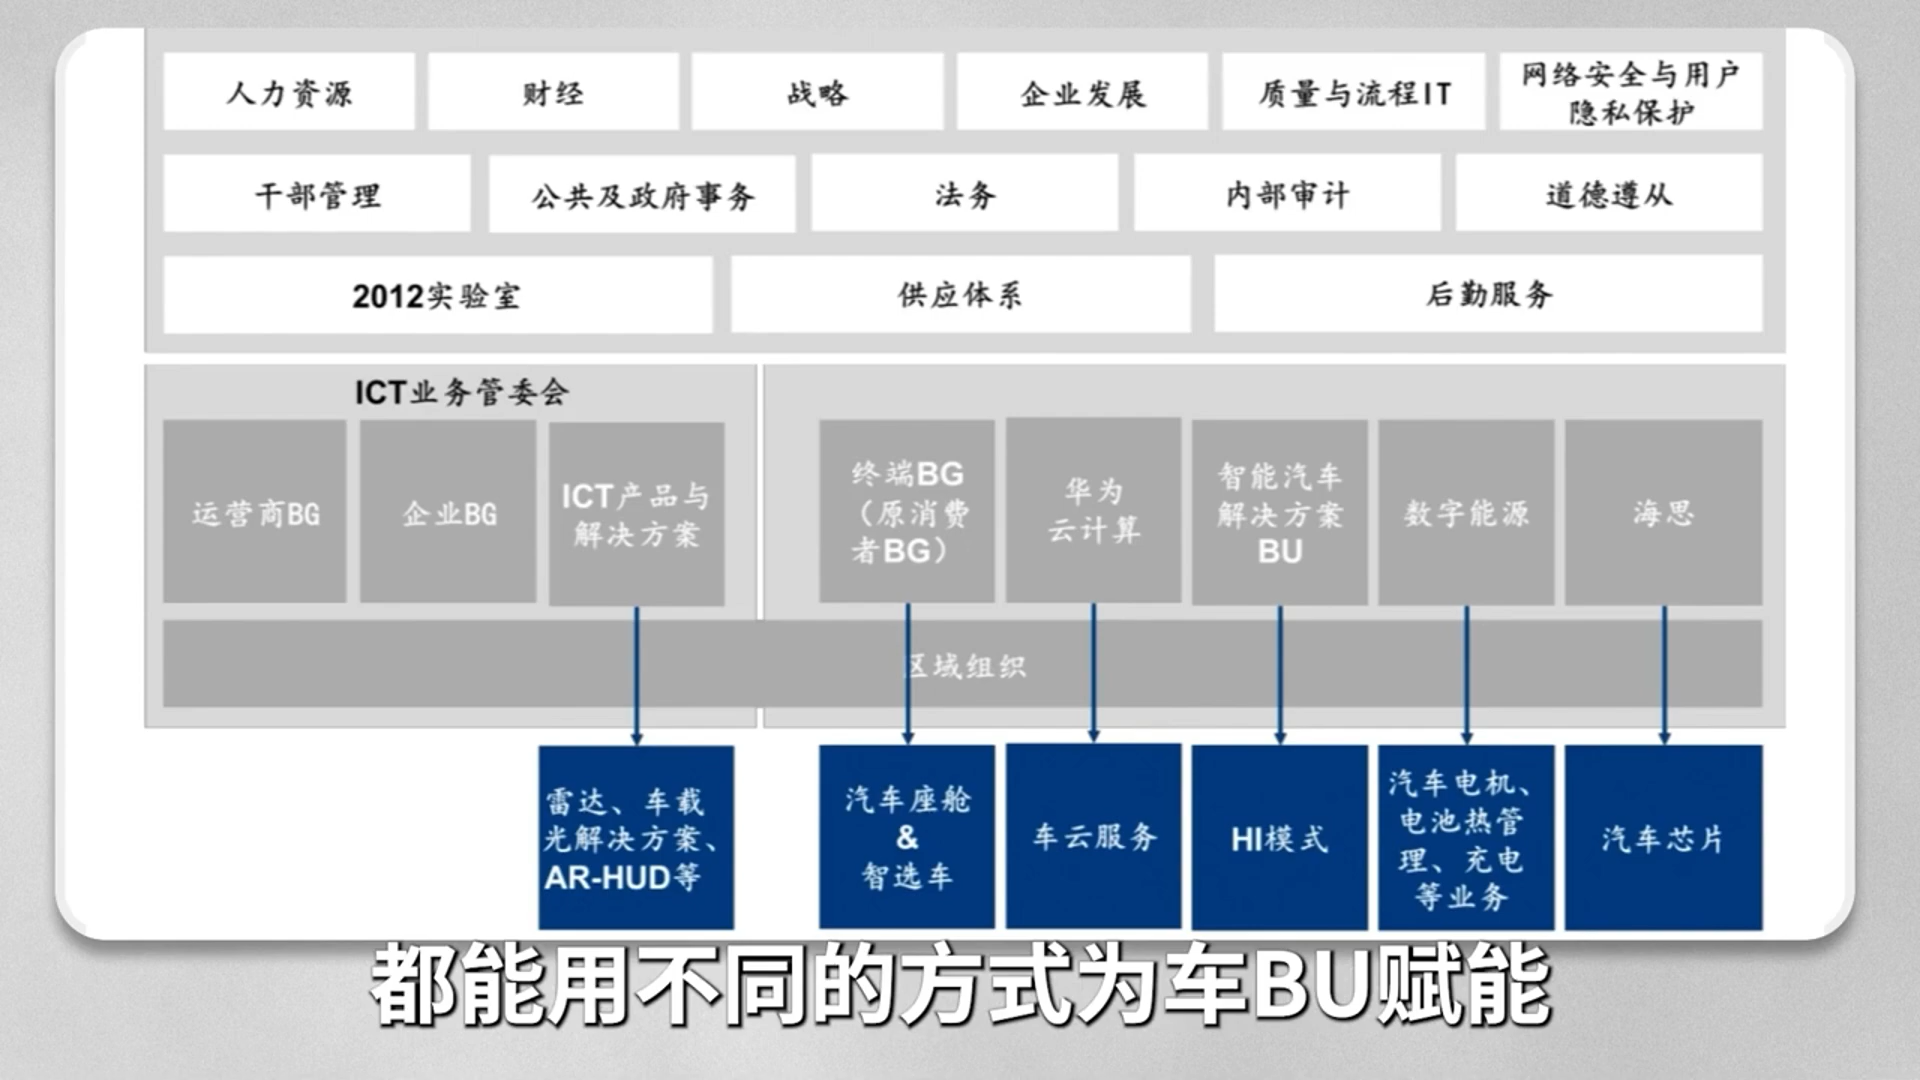 人力资源
财经
战略
企业发展
质量与流程IT
网络安全与用户
隐私保护
干部管理
公共及政府事务
法务
内部审计
道德遵从
2012实验室
供应体系
后勤服务
ICT业务管委会
运营商BG
企业BG
ICT产品与
解决方案
终端BG
（原消费
者BG）
华为
云计算
智能汽车
解决方案
BU
数字能源
海思
区域组织
雷达、车载
光解决方案、
AR-HUD等
汽车座舱
&
智选车
车云服务
HI模式
汽车电机、
电池热管
理、充电
等业务
汽车芯片
都能用不同的方式为车BU赋能